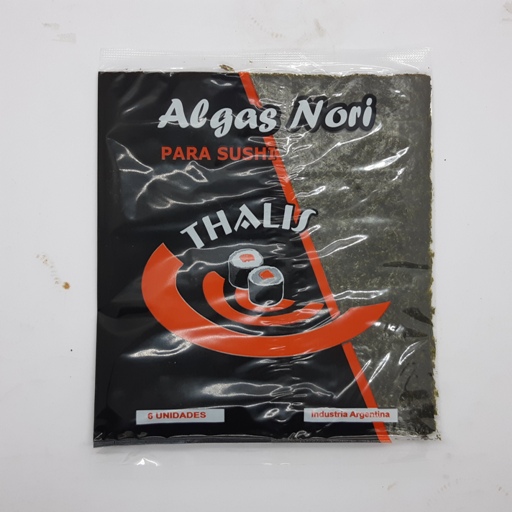 Algas Nori
PARA SUSHI
THALIS
6 UNIDADES
Industria Argentina